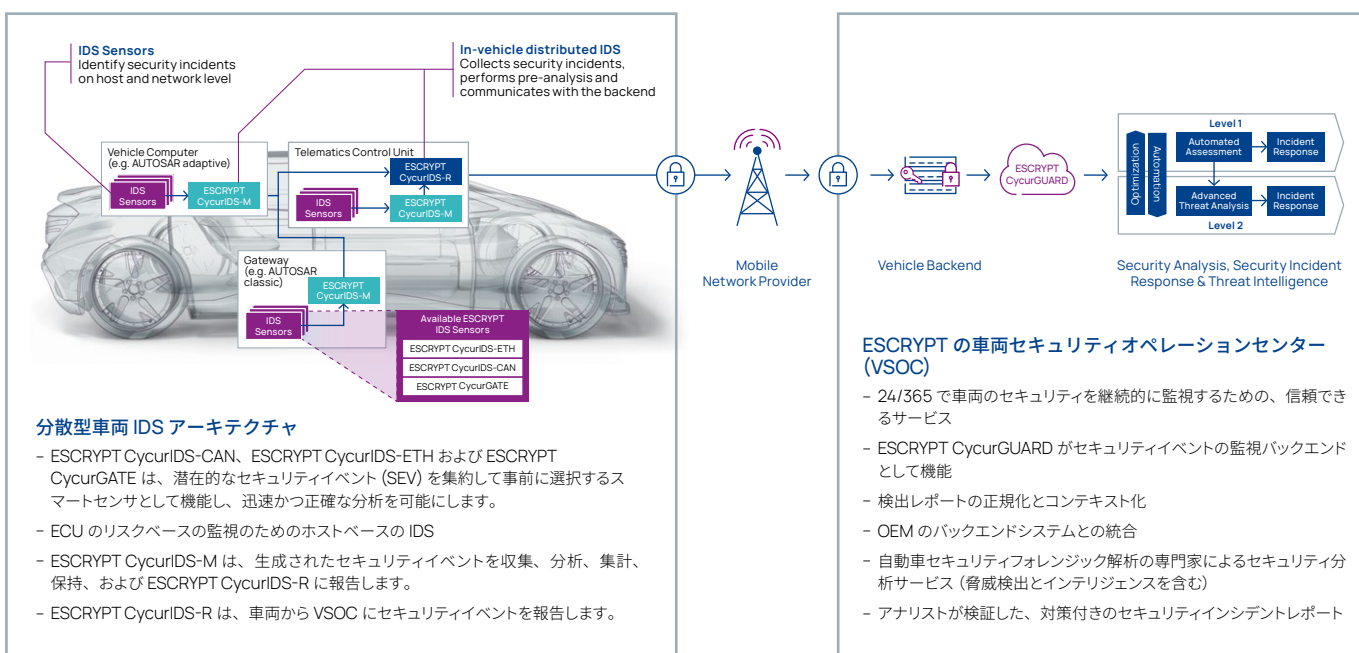 IDS Sensors
Identify security incidents
on host and network level
In-vehicle distributed IDS
Collects security incidents,
performs pre-analysis and
communicates with the backend
Vehicle Computer
(e.g. AUTOSAR adaptive)
IDS
Sensors
ESCRYPT
CycurIDS-M
Telematics Control Unit
ESCRYPT
CycurIDS-R
IDS
Sensors
ESCRYPT
CycurIDS-M
Gateway
(e.g. AUTOSAR
classic)
ESCRYPT
CycurIDS-M
IDS
Sensors
Available ESCRYPT
IDS Sensors
ESCRYPT CycurIDS-ETH
ESCRYPT CycurIDS-CAN
ESCRYPT CycurGATE
Mobile
Network Provider
Vehicle Backend
ESCRYPT
CycurGUARD
Optimization
Automation
Level 1
Automated
Assessment
Incident
Response
Advanced
Threat Analysis
Incident
Response
Level 2
Security Analysis, Security Incident
Response & Threat Intelligence
分散型車両 IDS アーキテクチャ
– ESCRYPT CycurIDS-CAN、ESCRYPT CycurIDS-ETH および ESCRYPT
CycurGATE は、潜在的なセキュリティイベント (SEV) を集約して事前に選択するス
マートセンサとして機能し、迅速かつ正確な分析を可能にします。
– ECU のリスクベースの監視のためのホストベースの IDS
– ESCRYPT CycurIDS-M は、生成されたセキュリティイベントを収集、分析、集計、
保持、および ESCRYPT CycurIDS-R に報告します。
– ESCRYPT CycurIDS-R は、車両から VSOC にセキュリティイベントを報告します。
ESCRYPT の車両セキュリティオペレーションセンター
(VSOC)
– 24/365 で車両のセキュリティを継続的に監視するための、信頼でき
るサービス
– ESCRYPT CycurGUARD がセキュリティイベントの監視バックエンド
として機能
– 検出レポートの正規化とコンテキスト化
– OEM のバックエンドシステムとの統合
– 自動車セキュリティフォレンジック解析の専門家によるセキュリティ分
析サービス (脅威検出とインテリジェンスを含む)
– アナリストが検証した、対策付きのセキュリティインシデントレポート